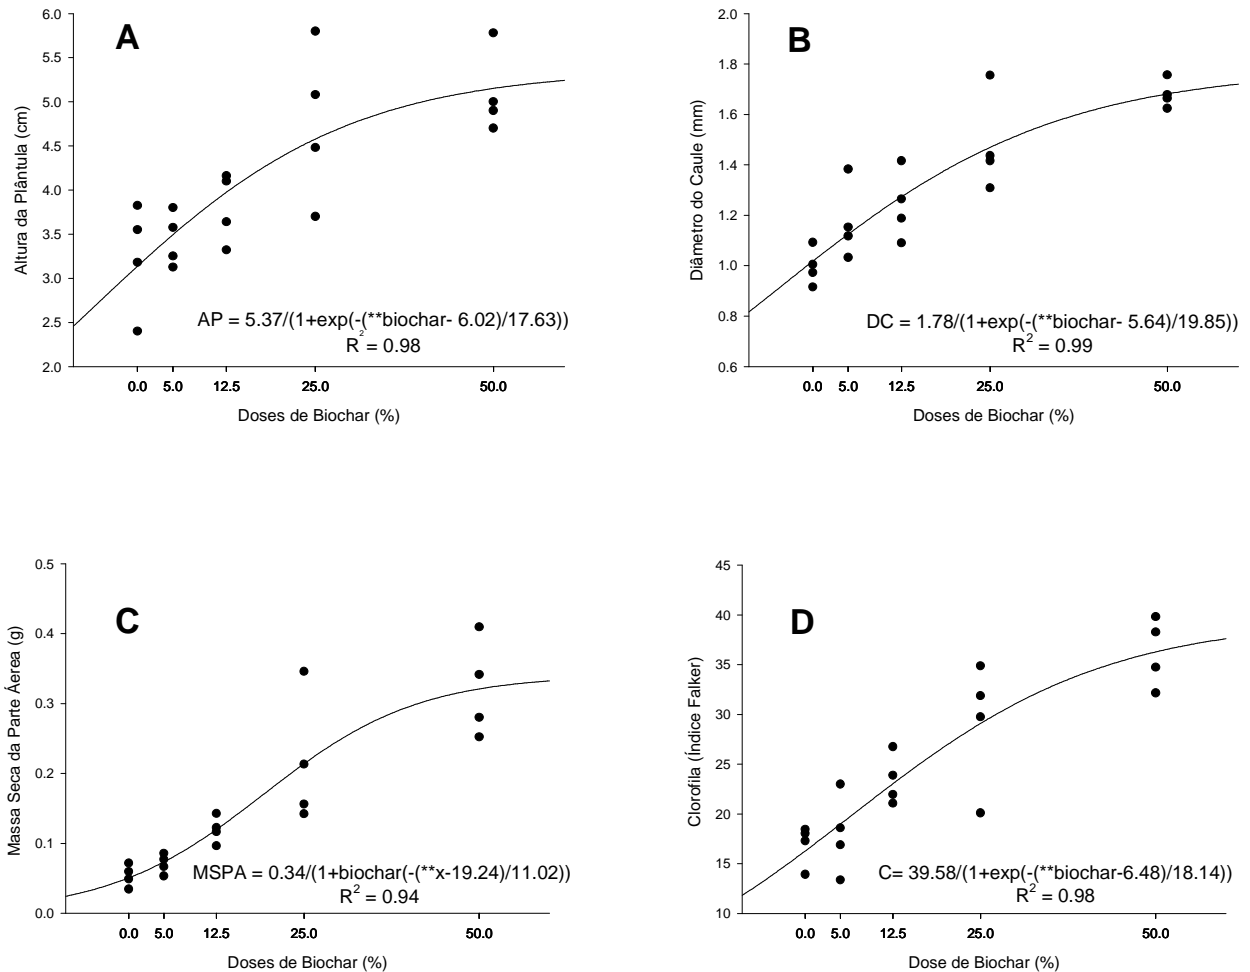 A
Altura da Plântula (cm)
6.0
5.5
5.0
4.5
4.0
3.5
3.0
2.5
2.0
AP = 5.37/(1+exp(-(**biochar- 6.02)/17.63))
R2 = 0.98
0.0 5.0 12.5 25.0 50.0
Doses de Biochar (%)
B
Diâmetro do Caule (mm)
2.0
1.8
1.6
1.4
1.2
1.0
0.8
0.6
DC = 1.78/(1+exp(-(**biochar- 5.64)/19.85))
R2 = 0.99
0.0 5.0 12.5 25.0 50.0
Doses de Biochar (%)
C
Massa Seca da Parte Áerea (g)
0.5
0.4
0.3
0.2
0.1
0.0
MSPA = 0.34/(1+biochar(-(**x-19.24)/11.02))
R2 = 0.94
0.0 5.0 12.5 25.0 50.0
Doses de Biochar (%)
D
Clorofila (Índice Falker)
45
40
35
30
25
20
15
10
C= 39.58/(1+exp(-(**biochar-6.48)/18.14))
R2 = 0.98
0.0 5.0 12.5 25.0 50.0
Dose de Biochar (%)